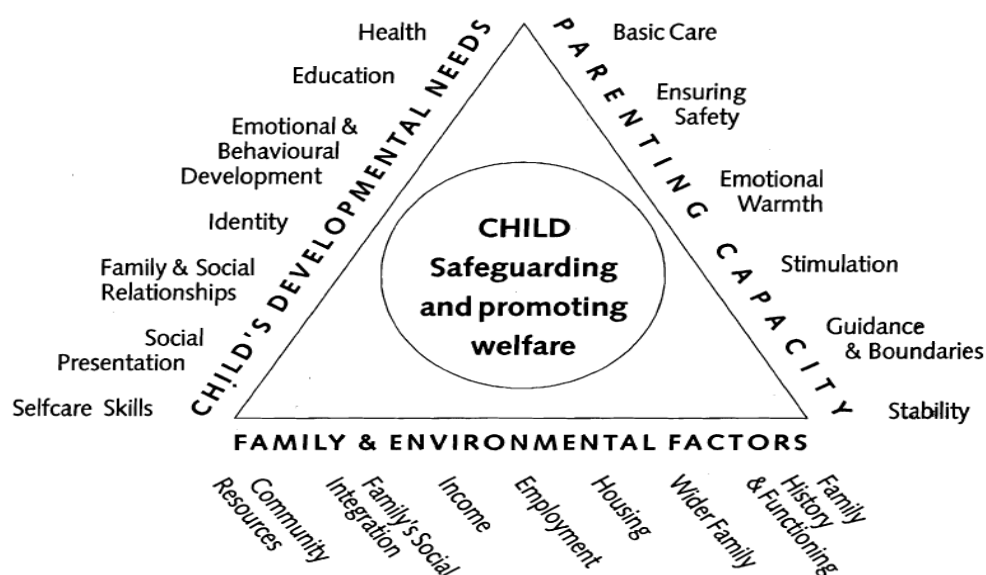 Health
Education
Emotional &
Behavioural
Development
Identity
Family & Social
Relationships
Social
Presentation
Selfcare Skills
CHILD'S DEVELOPMENTAL NEEDS
CHILD
Safeguarding
and promoting
welfare
PARENTING CAPACITY
Basic Care
Ensuring
Safety
Emotional
Warmth
Stimulation
Guidance
& Boundaries
Stability
FAMILY & ENVIRONMENTAL FACTORS
Community
Resources
Family's Social
Integration
Income
Employment
Housing
Wider Family
Family
History
& Functioning